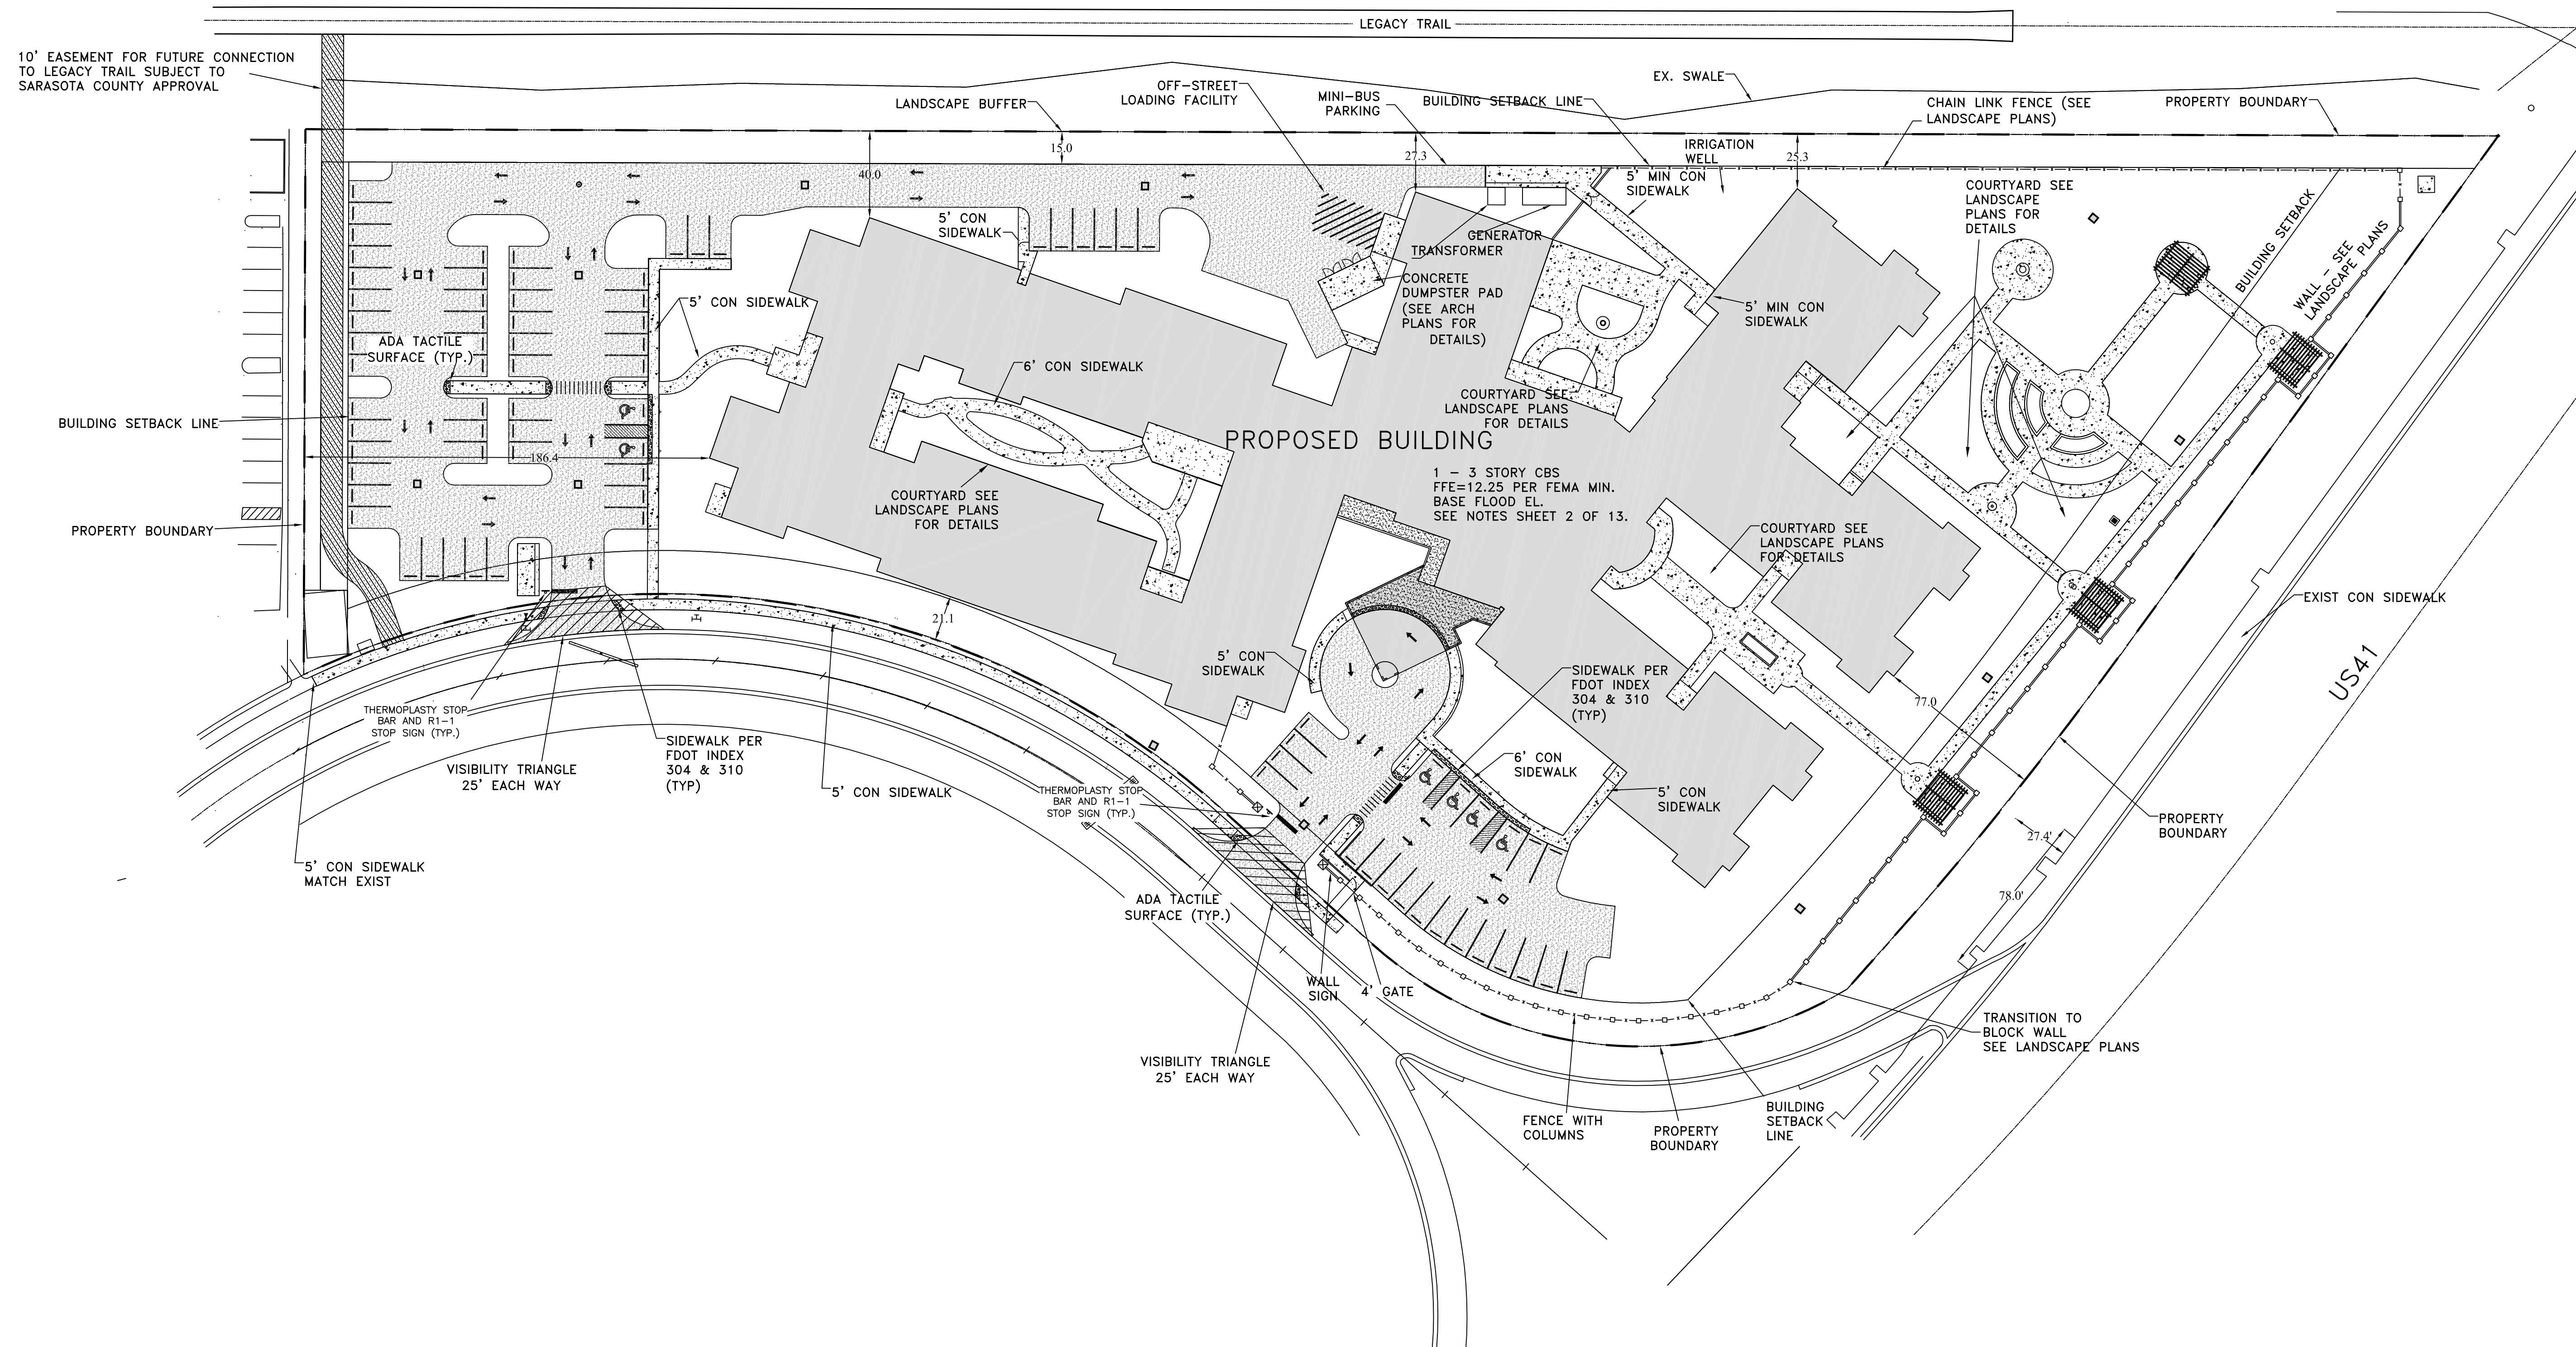 LEGACY TRAIL
10' EASEMENT FOR FUTURE CONNECTION
TO LEGACY TRAIL SUBJECT TO
SARASOTA COUNTY APPROVAL
LANDSCAPE BUFFER
OFF-STREET
LOADING FACILITY
MINI-BUS
PARKING
BUILDING SETBACK LINE
EX. SWALE
CHAIN LINK FENCE (SEE
LANDSCAPE PLANS)
PROPERTY BOUNDARY
15.0
27.3
25.3
40.0
IRRIGATION
WELL
5' MIN CON
SIDEWALK
COURTYARD SEE
LANDSCAPE
PLANS FOR
DETAILS
BUILDING SETBACK
WALL - SEE
LANDSCAPE PLANS
5' CON
SIDEWALK
GENERATOR
TRANSFORMER
CONCRETE
DUMPSTER PAD
(SEE ARCH
PLANS FOR
DETAILS)
5' MIN CON
SIDEWALK
5' CON SIDEWALK
ADA TACTILE
SURFACE (TYP.)
6' CON SIDEWALK
COURTYARD SEE
LANDSCAPE PLANS
FOR DETAILS
BUILDING SETBACK LINE
186.4
PROPOSED BUILDING
1 - 3 STORY CBS
FFE=12.25 PER FEMA MIN.
BASE FLOOD EL.
SEE NOTES SHEET 2 OF 13.
COURTYARD SEE
LANDSCAPE PLANS
FOR DETAILS
PROPERTY BOUNDARY
COURTYARD SEE
LANDSCAPE PLANS
FOR DETAILS
EXIST CON SIDEWALK
US41
21.1
5' CON
SIDEWALK
SIDEWALK PER
FDOT INDEX
304 & 310
(TYP)
77.0
THERMOPLASTY STOP
BAR AND R1-1
STOP SIGN (TYP.)
SIDEWALK PER
FDOT INDEX
304 & 310
(TYP)
VISIBILITY TRIANGLE
25' EACH WAY
5' CON SIDEWALK
THERMOPLASTY STOP
BAR AND R1-1
STOP SIGN (TYP.)
6' CON
SIDEWALK
5' CON
SIDEWALK
PROPERTY
BOUNDARY
27.4'
78.0'
5' CON SIDEWALK
MATCH EXIST
ADA TACTILE
SURFACE (TYP.)
WALL
SIGN
4' GATE
TRANSITION TO
BLOCK WALL
SEE LANDSCAPE PLANS
VISIBILITY TRIANGLE
25' EACH WAY
FENCE WITH
COLUMNS
PROPERTY
BOUNDARY
BUILDING
SETBACK
LINE